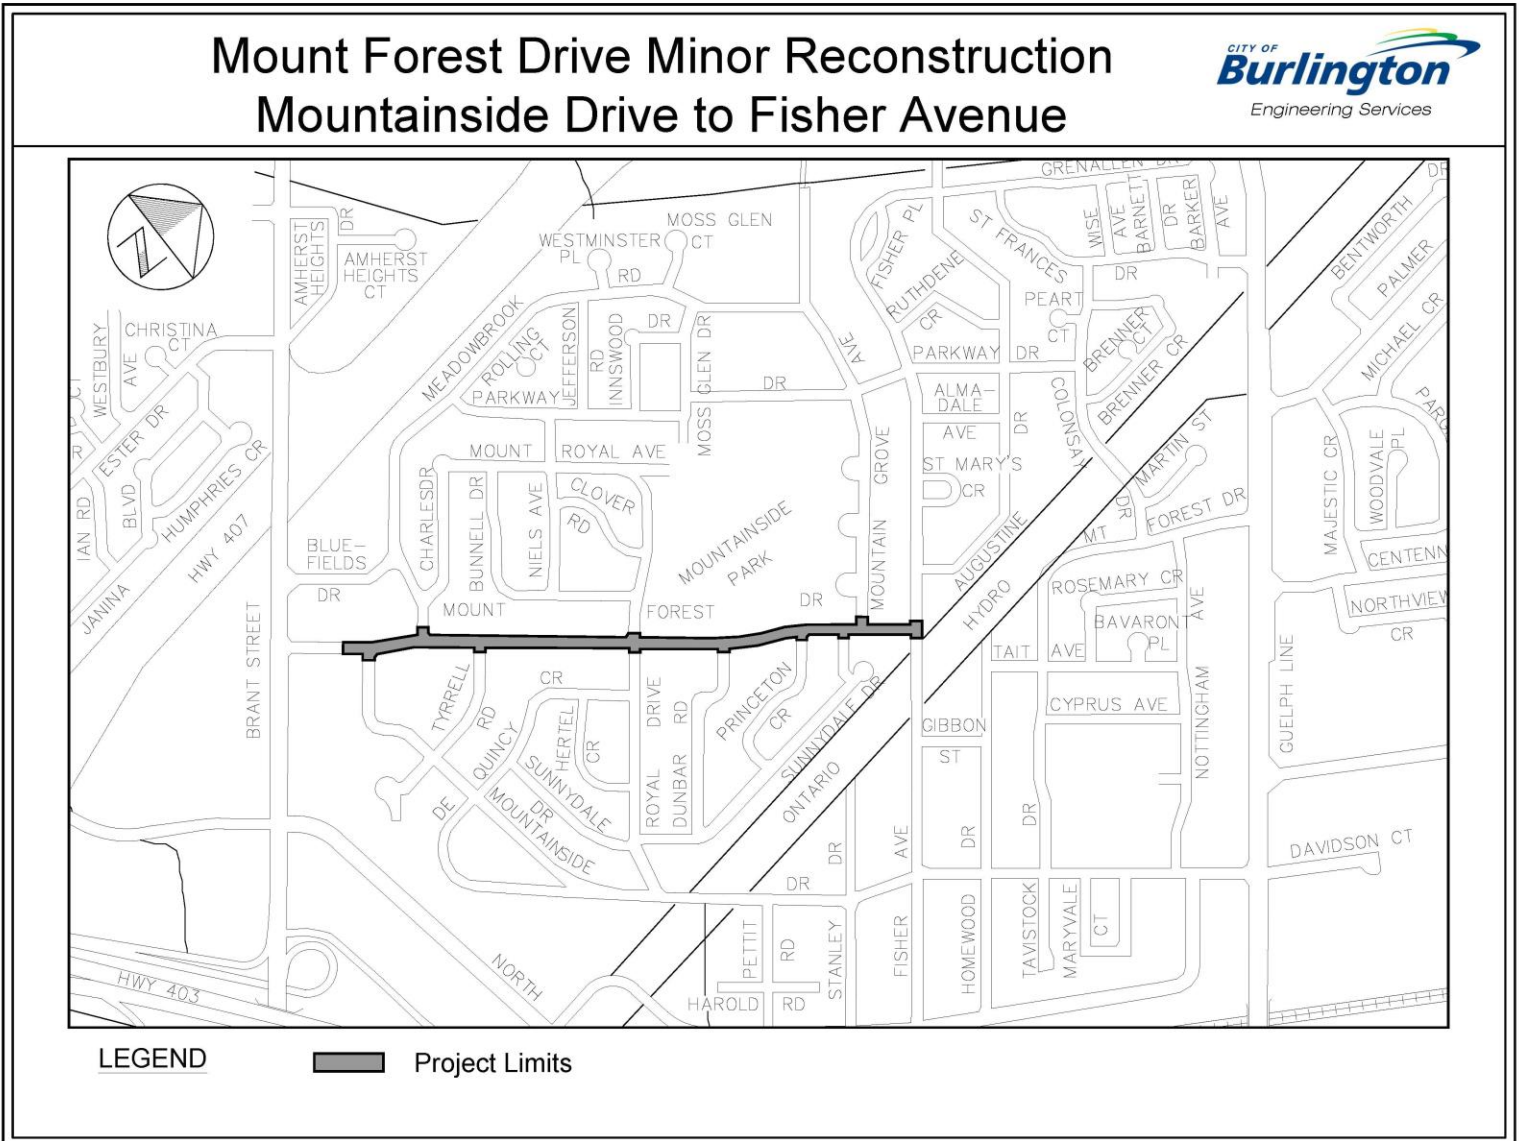 Mount Forest Drive Minor Reconstruction
Mountainside Drive to Fisher Avenue
CITY OF
Burlington
Engineering Services
GRENALLEN DR
DR
AMHERST
HEIGHTS
DR
AMHERST
HEIGHTS
CT
WESTMINSTER
PL
RD
MOSS GLEN
CT
FISHER PL
ST FRANCES
DR
WISE
AVE
BARNETT
DR
BARKER
AVE
BENTWORTH
PALMER
MICHAEL CR
CHRISTINA
CT
WESTBURY
AVE
CT
MEADOWBROOK
ROLLING
CT
PARKWAY
JEFFERSON
RD
INNSWOOD
DR
MOSS GLEN DR
DR
AVE
RUTHDENE
CR
PARKWAY DR
PEART
CT
BRENNER
CT
BRENNER CR
ALMA-
DALE
AVE
DR
COLONSAY
DR
MARTIN ST
ESTER DR
BLVD
HUMPHRIES CR
IAN RD
JANINA
HWY 407
MOUNT ROYAL AVE
CHARLES DR
BUNNELL DR
NIELS AVE
CLOVER
RD
MOUNTAINSIDE
PARK
MOUNTAIN GROVE
ST MARY'S
CR
AUGUSTINE
HYDRO
MT FOREST DR
MAJESTIC CR
WOODVALE
PL
CENTENN
NORTHVIEW
CR
BLUE-
FIELDS
DR
MOUNT FOREST DR
ROSEMARY CR
BAVARONT
PL
TAIT AVE
CYPRUS AVE
NOTTINGHAM
AVE
GUELPH LINE
BRANT STREET
TYRRELL
RD
CR
QUINCY
DE
HERTEL
CR
SUNNYDALE
DR
MOUNTAINSIDE
DR
ROYAL DRIVE
DUNBAR RD
PRINCETON
CR
SUNNYDALE DR
ONTARIO
GIBBON
ST
STANLEY DR
FISHER AVE
HOMEWOOD DR
TAVISTOCK DR
MARYVALE
CT
DAVIDSON CT
PETTIT
RD
HAROLD RD
NORTH
HWY 403
LEGEND
Project Limits